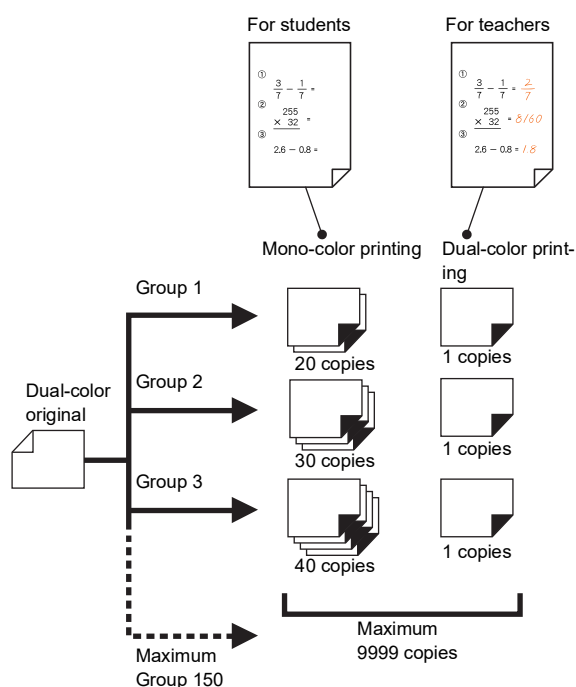 For students
For teachers
① 3/7 − 1/7 =
② 255
× 32 =
③ 2.6 − 0.8 =
① 3/7 − 1/7 = 2/7
② 255
× 32 = 8160
③ 2.6 − 0.8 = 1.8
Mono-color printing
Dual-color print-
ing
Group 1
20 copies
1 copies
Dual-color
original
Group 2
30 copies
1 copies
Group 3
40 copies
1 copies
Maximum
9999 copies
Maximum
Group 150